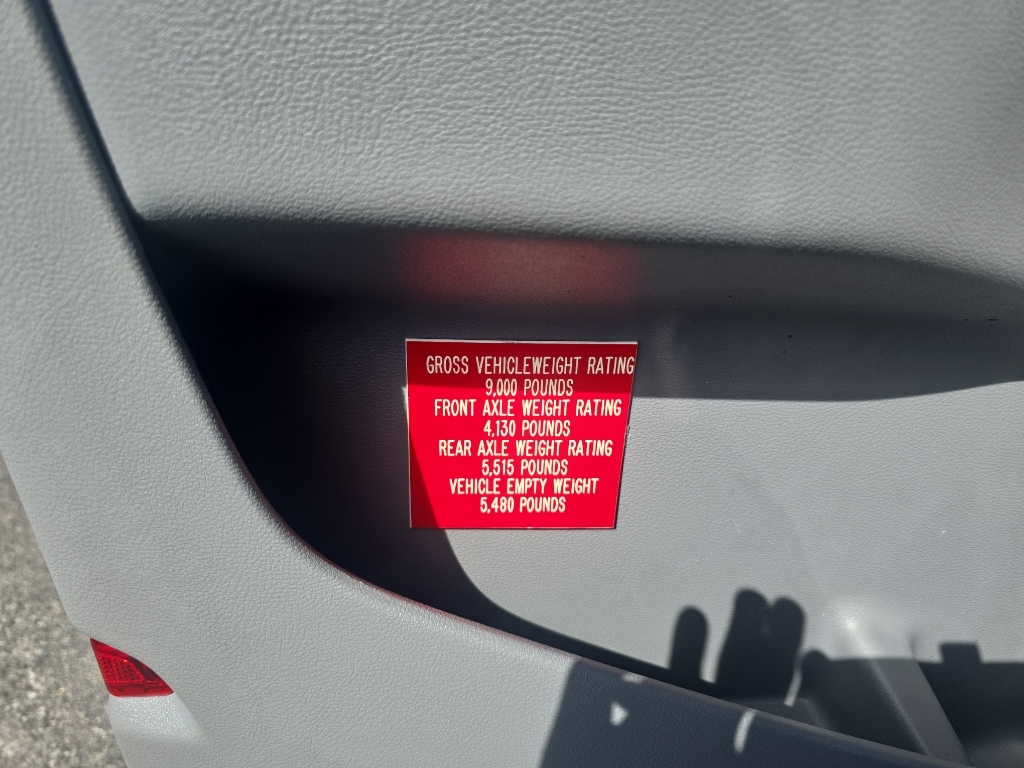 GROSS VEHICLEWEIGHT RATING
9,000 POUNDS
FRONT AXLE WEIGHT RATING
4,130 POUNDS
REAR AXLE WEIGHT RATING
5,515 POUNDS
VEHICLE EMPTY WEIGHT
5,480 POUNDS